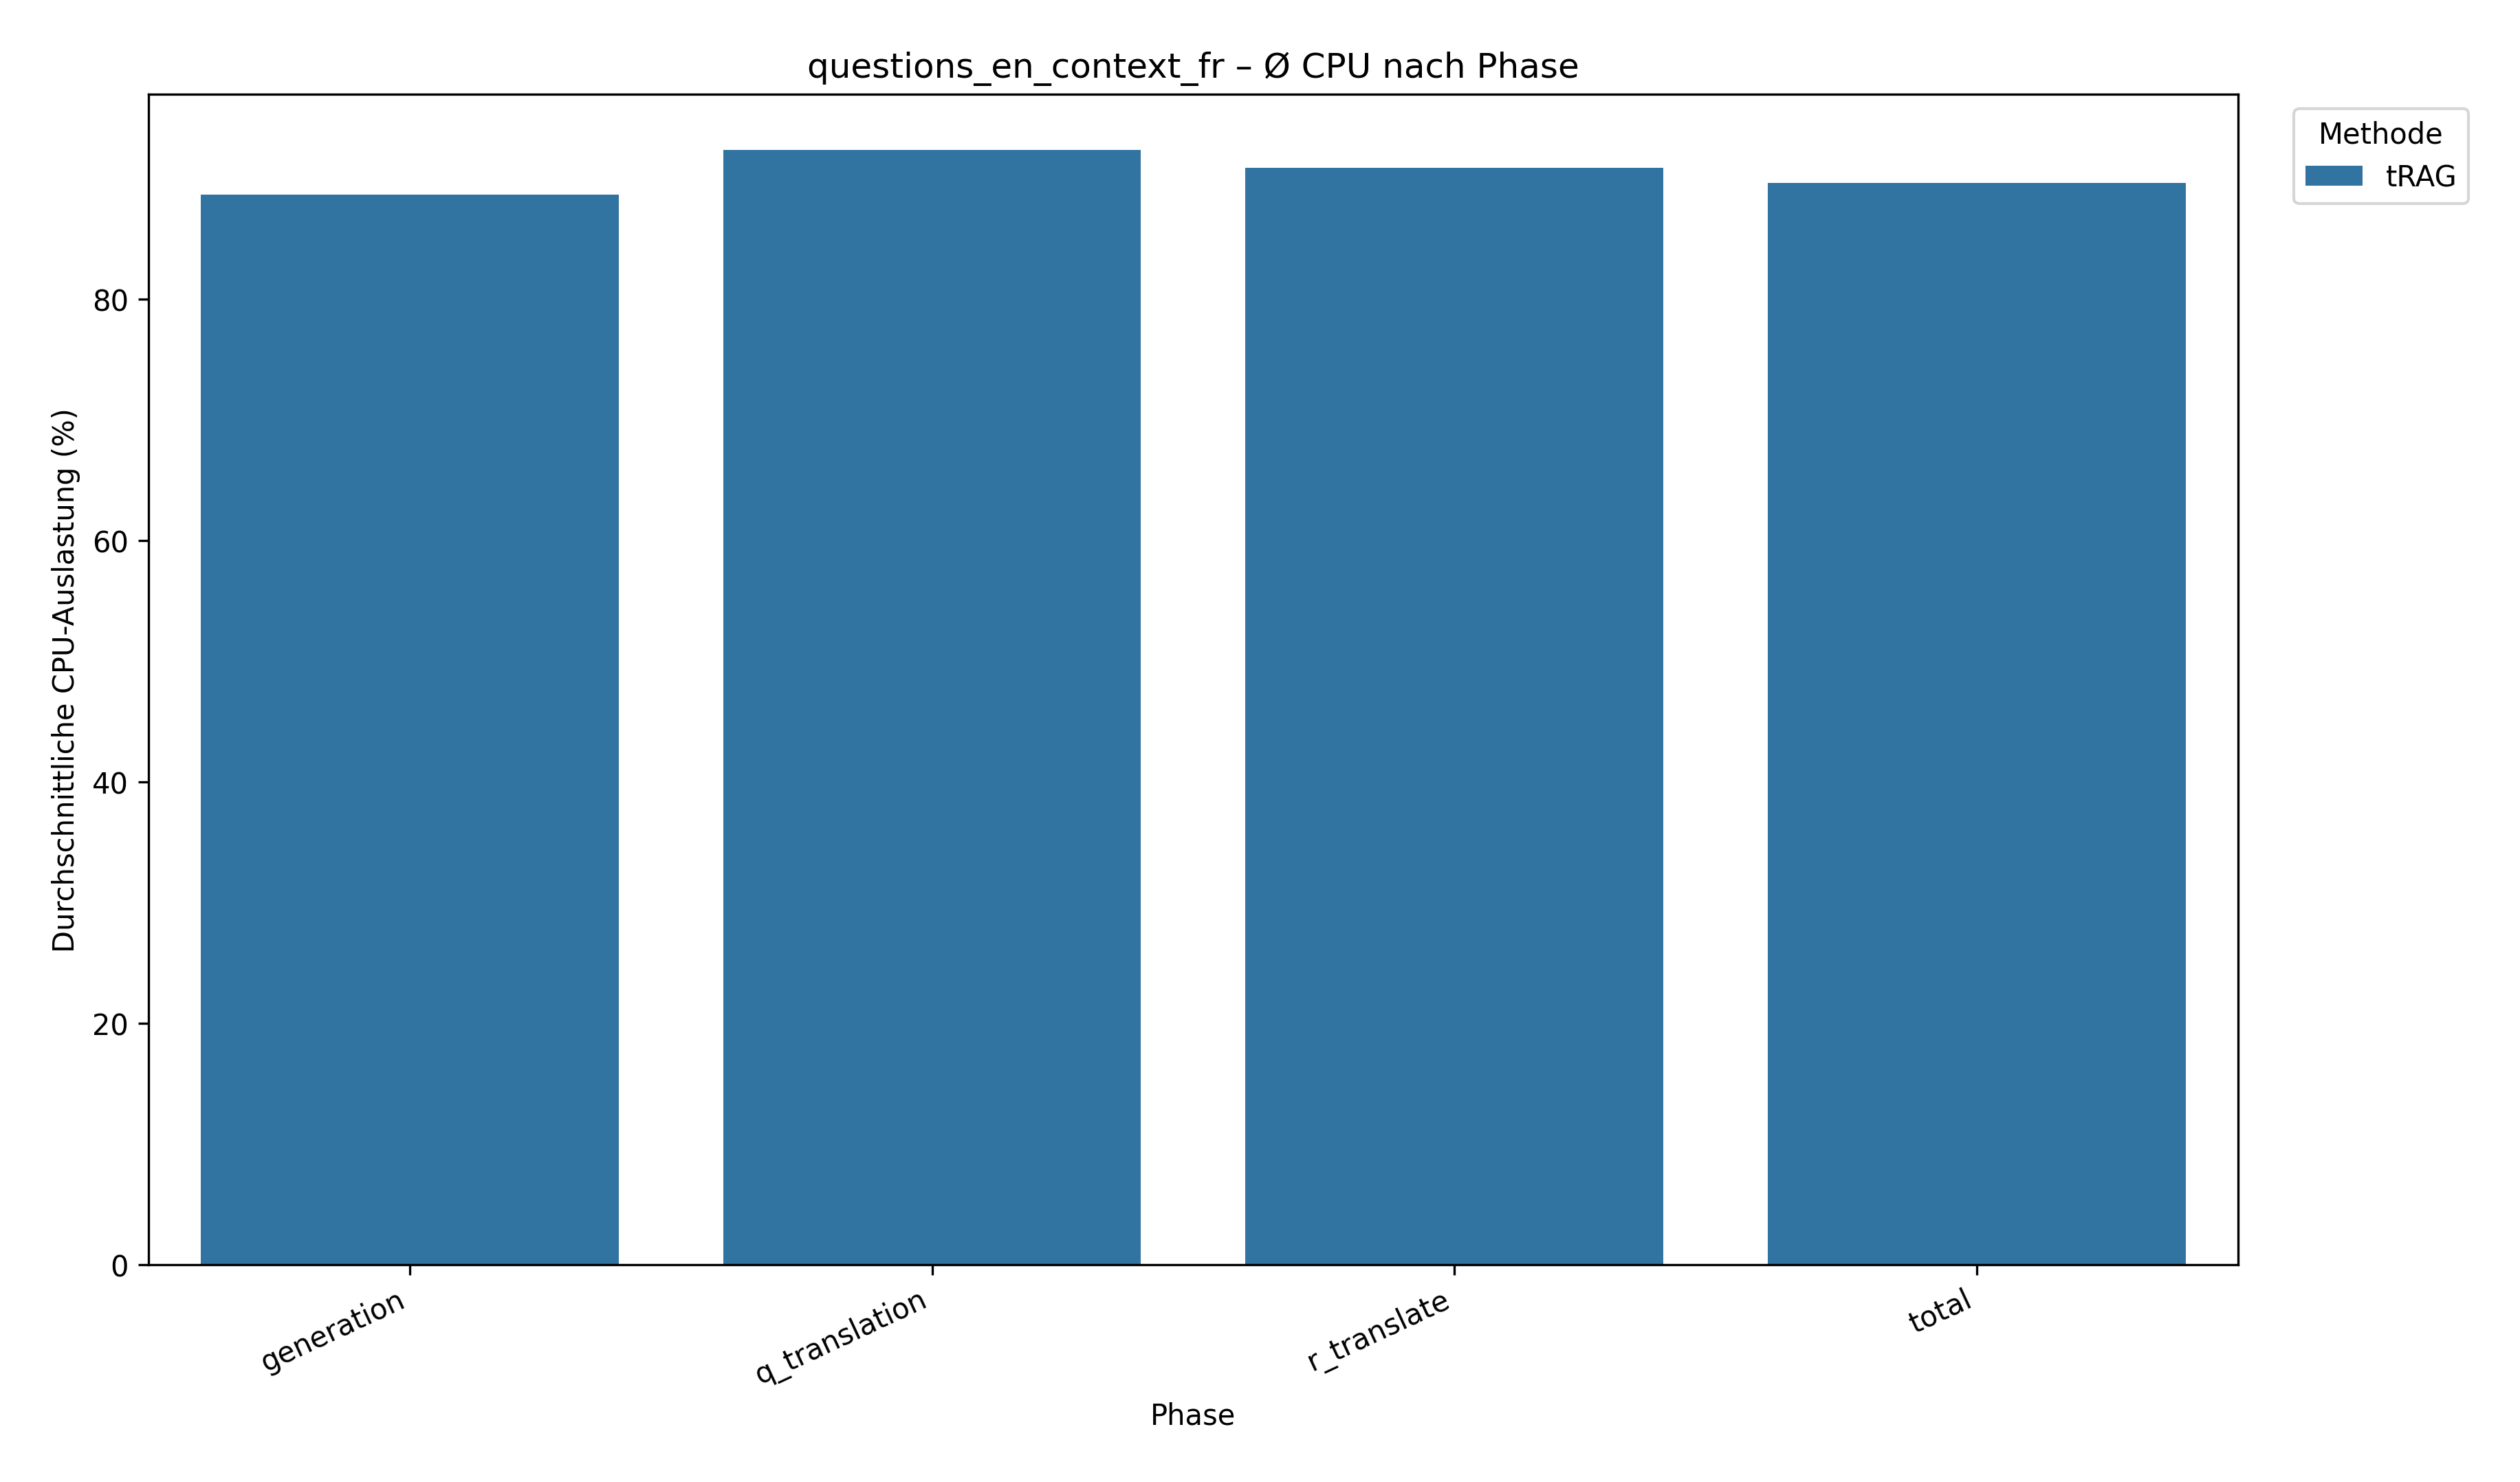 questions_en_context_fr – Ø CPU nach Phase
Methode
tRAG
Durchschnittliche CPU-Auslastung (%)
80
60
40
20
0
generation
q_translation
r_translate
total
Phase